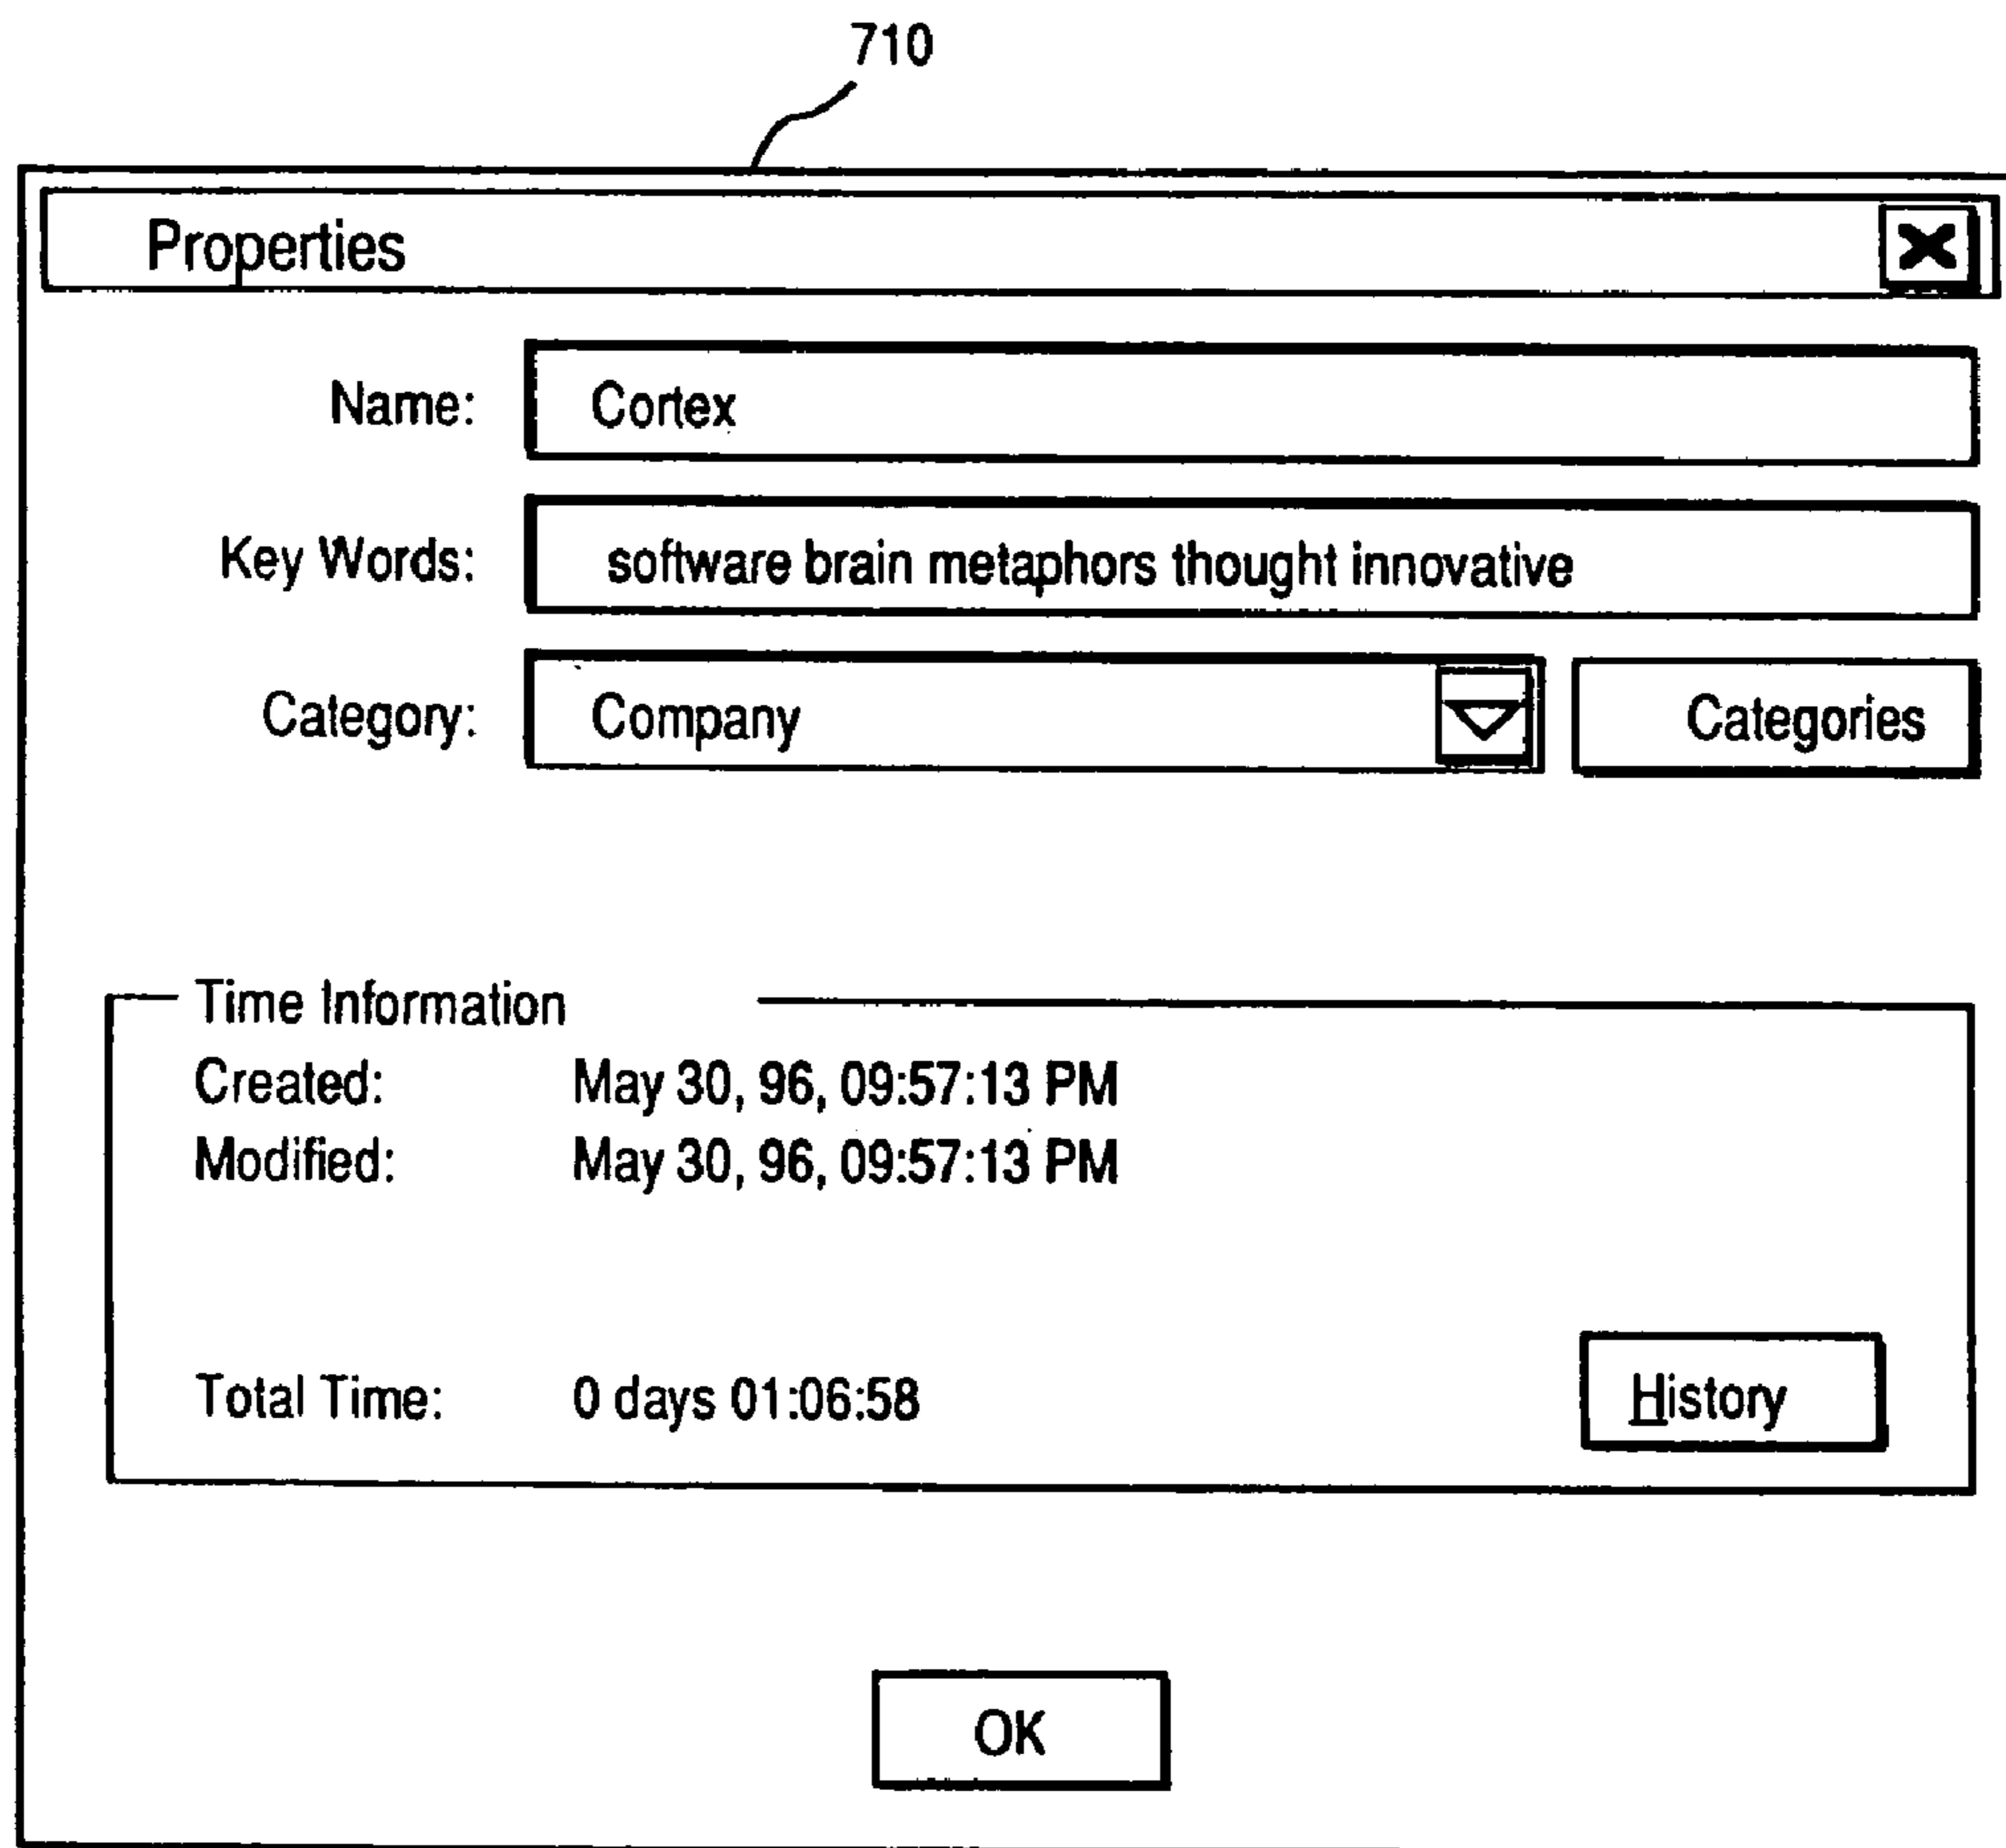 710
Properties
Name: Cortex
Key Words: software brain metaphors thought innovative
Category: Company Categories
Time Information
Created: May 30, 96, 09:57:13 PM
Modified: May 30, 96, 09:57:13 PM
Total Time: 0 days 01:06:58 History
OK